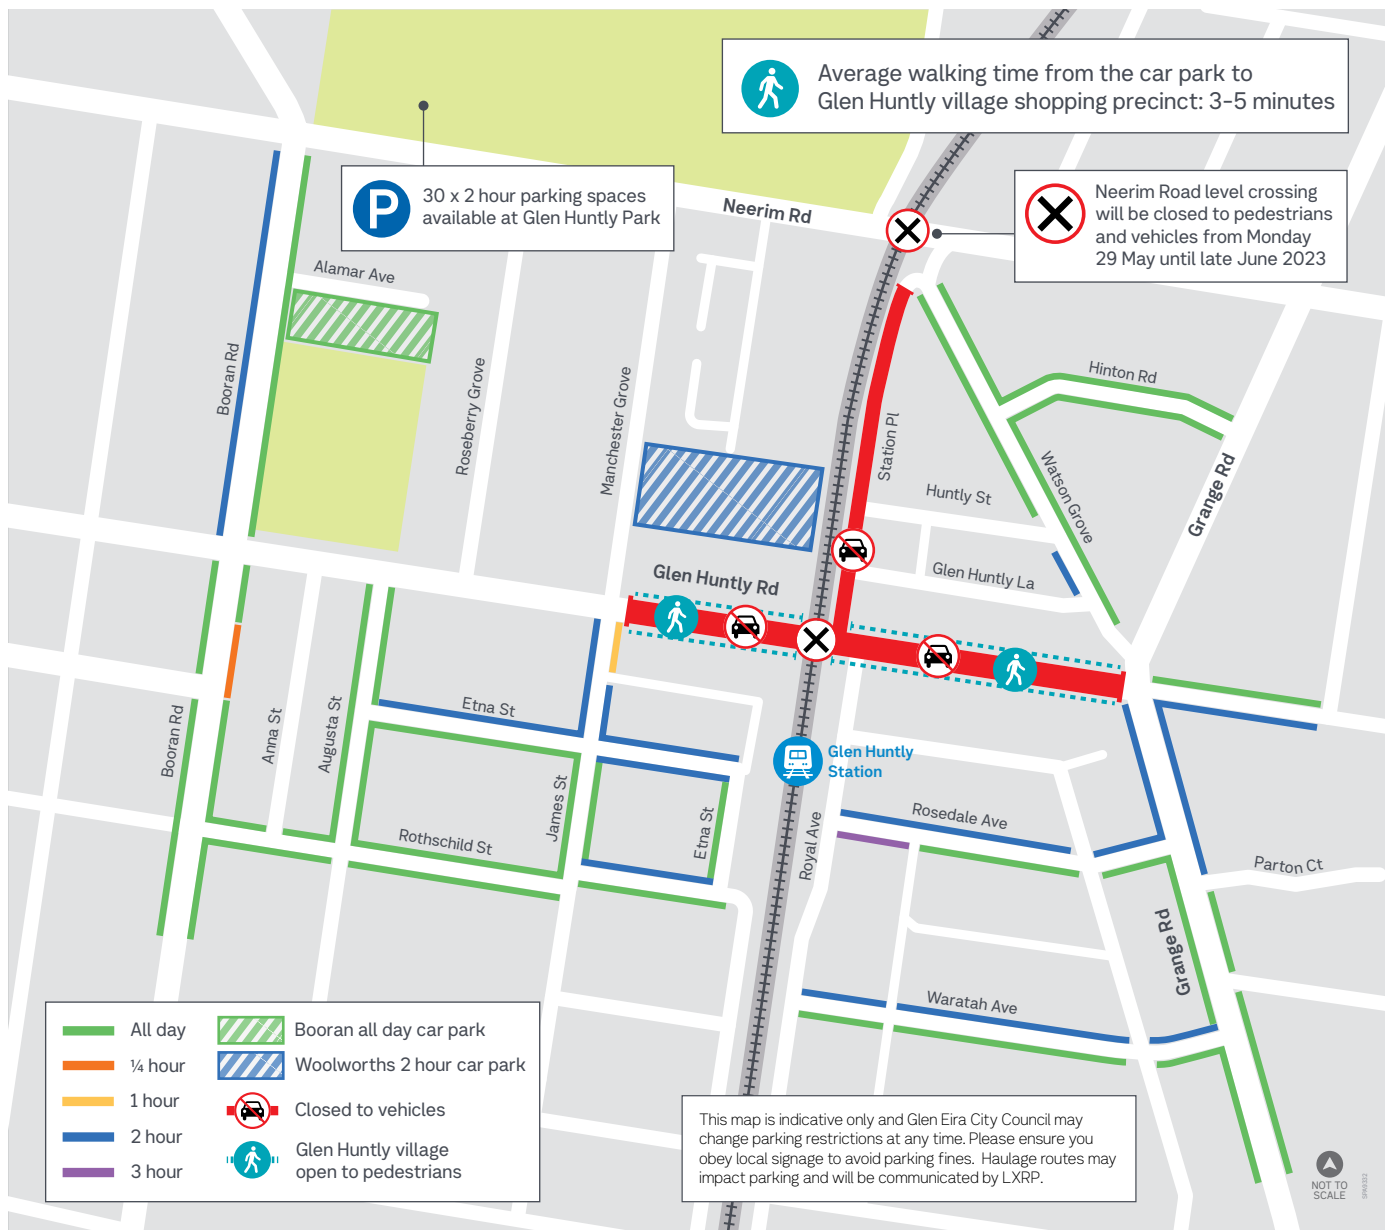 Average walking time from the car park to
Glen Huntly village shopping precinct: 3-5 minutes
30 x 2 hour parking spaces
available at Glen Huntly Park
Neerim Road level crossing
will be closed to pedestrians
and vehicles from Monday
29 May until late June 2023
Neerim Rd
Alamar Ave
Booran Rd
Roseberry Grove
Manchester Grove
Station Pl
Hinton Rd
Watson Grove
Grange Rd
Huntly St
Glen Huntly La
Glen Huntly Rd
Etna St
Booran Rd
Anna St
Augusta St
James St
Etna St
Rothschild St
Glen Huntly
Station
Royal Ave
Rosedale Ave
Parton Ct
Grange Rd
Waratah Ave
All day
¼ hour
1 hour
2 hour
3 hour
Booran all day car park
Woolworths 2 hour car park
Closed to vehicles
Glen Huntly village
open to pedestrians
This map is indicative only and Glen Eira City Council may
change parking restrictions at any time. Please ensure you
obey local signage to avoid parking fines. Haulage routes may
impact parking and will be communicated by LXRP.
NOT TO
SCALE